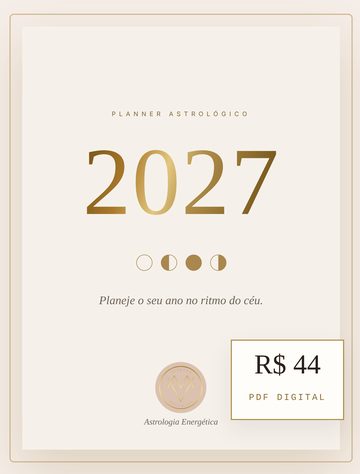 PLANNER ASTROLÓGICO
2027
Planeje o seu ano no ritmo do céu.
R$ 44
PDF DIGITAL
Astrologia Energética